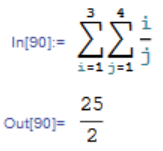 In[90]:= ∑_{i=1}^{3} ∑_{j=1}^{4} i/j
Out[90]= 25/2